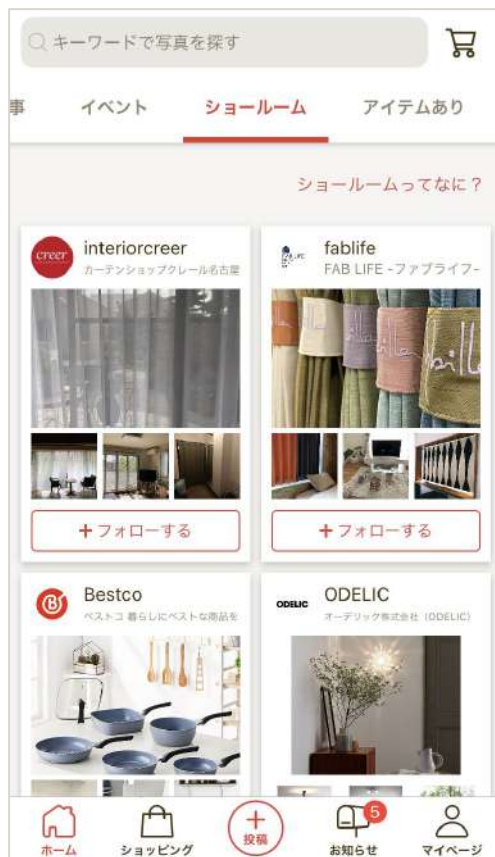 キーワードで写真を探す
事 イベント ショールーム アイテムあり
ショールームってなに？
creer
interiorcreer
カーテンショップクレール名古屋
FAB LIFE
fablife
FAB LIFE -ファブライフ-
+フォローする
+フォローする
B
Bestco
ベストコ 暮らしにベストな商品を
ODELIC
ODELIC
オーデリック株式会社（ODELIC）
ホーム
ショッピング
+
投稿
5
お知らせ
マイページ